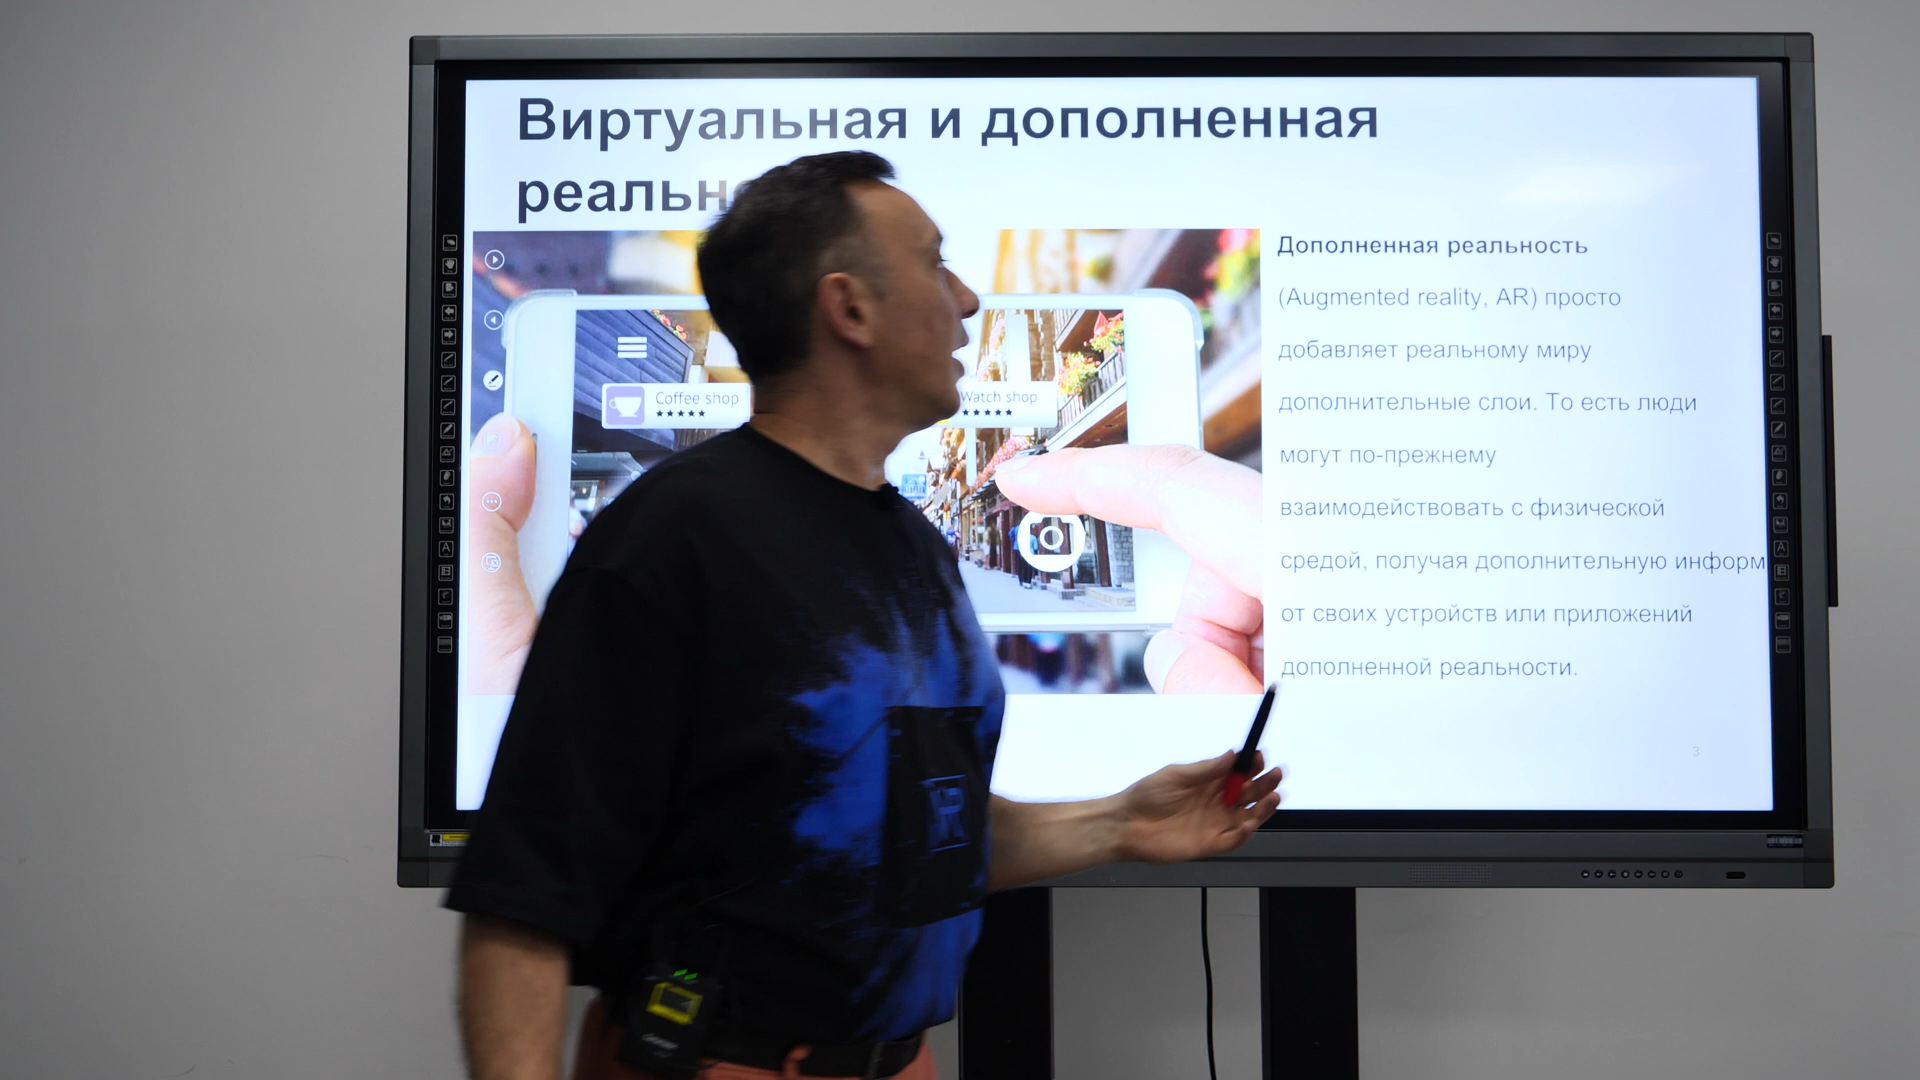 Виртуальная и дополненная
Дополненная реальность
(Augmented reality, AR) просто
добавляет реальному миру
дополнительные слои. То есть люди
могут по-прежнему
взаимодействовать с физической
средой, получая дополнительную информ
от своих устройств или приложений
дополненной реальности.
Coffee shop
Watch shop
3